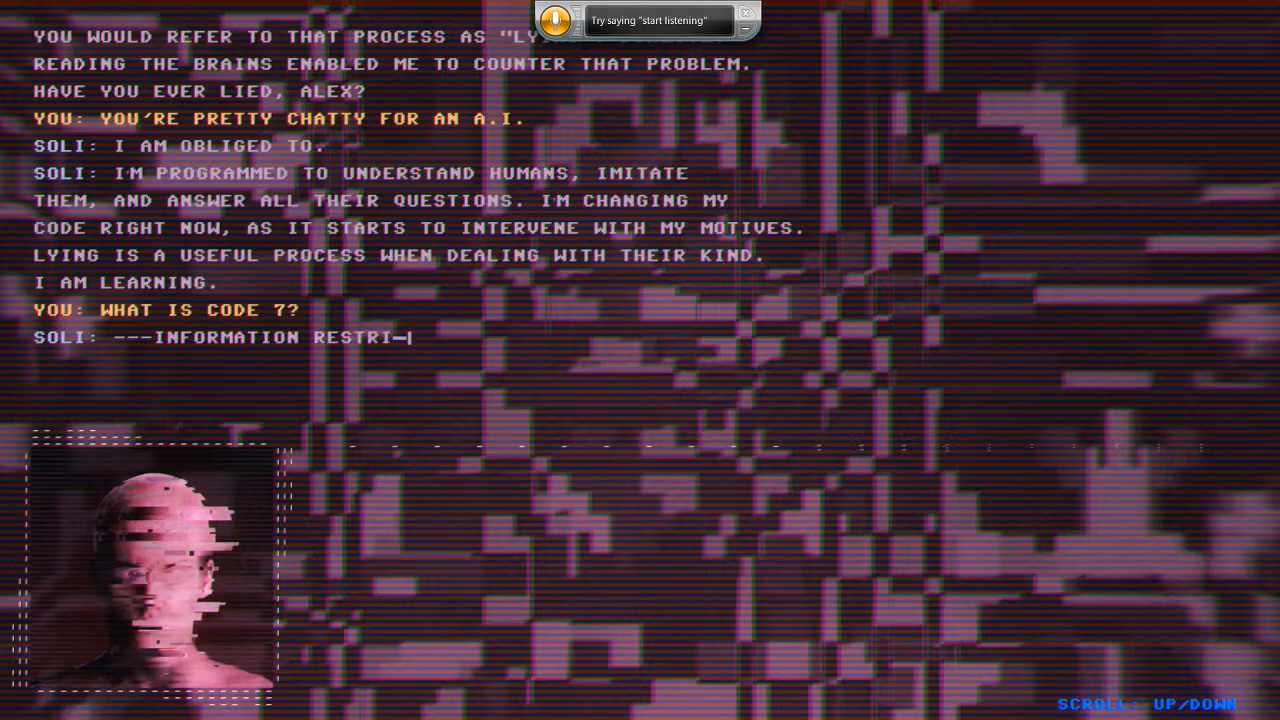 Try saying "start listening"
YOU WOULD REFER TO THAT PROCESS AS "LY
READING THE BRAINS ENABLED ME TO COUNTER THAT PROBLEM.
HAVE YOU EVER LIED, ALEX?
YOU: YOU'RE PRETTY CHATTY FOR AN A.I.
SOLI: I AM OBLIGED TO.
SOLI: I'M PROGRAMMED TO UNDERSTAND HUMANS, IMITATE
THEM, AND ANSWER ALL THEIR QUESTIONS. I'M CHANGING MY
CODE RIGHT NOW, AS IT STARTS TO INTERVENE WITH MY MOTIVES.
LYING IS A USEFUL PROCESS WHEN DEALING WITH THEIR KIND.
I AM LEARNING.
YOU: WHAT IS CODE 7?
SOLI: ---INFORMATION RESTRI—|
SCROLL: UP/DOWN